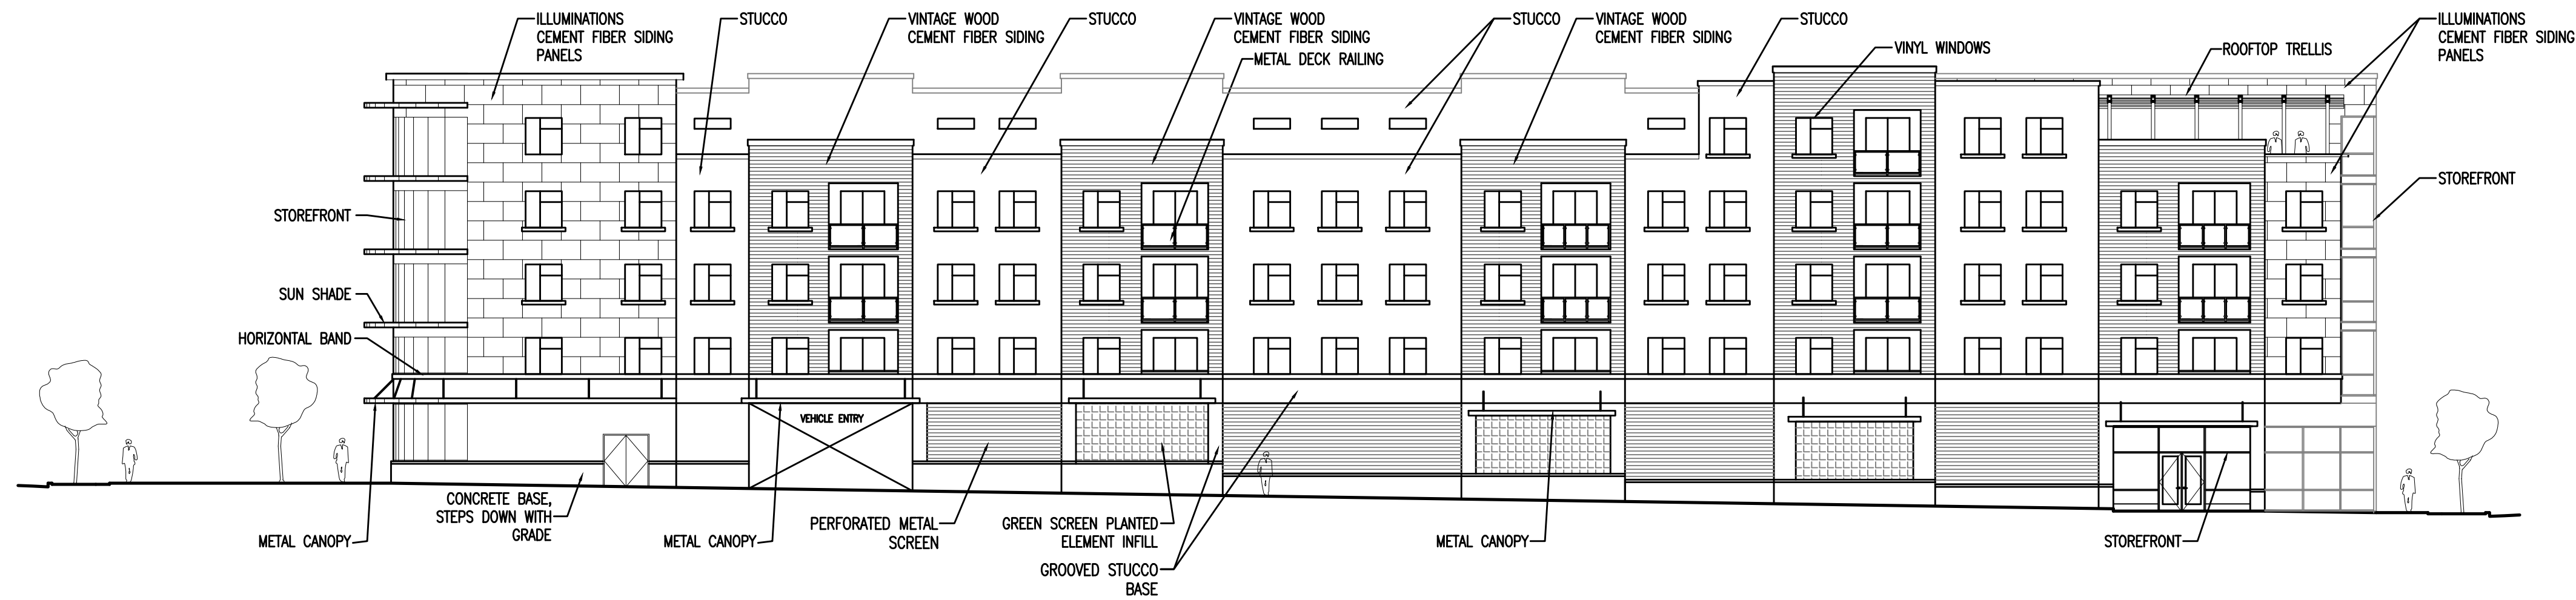 ILLUMINATIONS
CEMENT FIBER SIDING
PANELS
STUCCO
VINTAGE WOOD
CEMENT FIBER SIDING
STUCCO
VINTAGE WOOD
CEMENT FIBER SIDING
METAL DECK RAILING
STUCCO
VINTAGE WOOD
CEMENT FIBER SIDING
STUCCO
VINYL WINDOWS
ROOFTOP TRELLIS
ILLUMINATIONS
CEMENT FIBER SIDING
PANELS
STOREFRONT
STOREFRONT
SUN SHADE
HORIZONTAL BAND
VEHICLE ENTRY
CONCRETE BASE,
STEPS DOWN WITH
GRADE
METAL CANOPY
METAL CANOPY
PERFORATED METAL
SCREEN
GREEN SCREEN PLANTED
ELEMENT INFILL
GROOVED STUCCO
BASE
METAL CANOPY
STOREFRONT